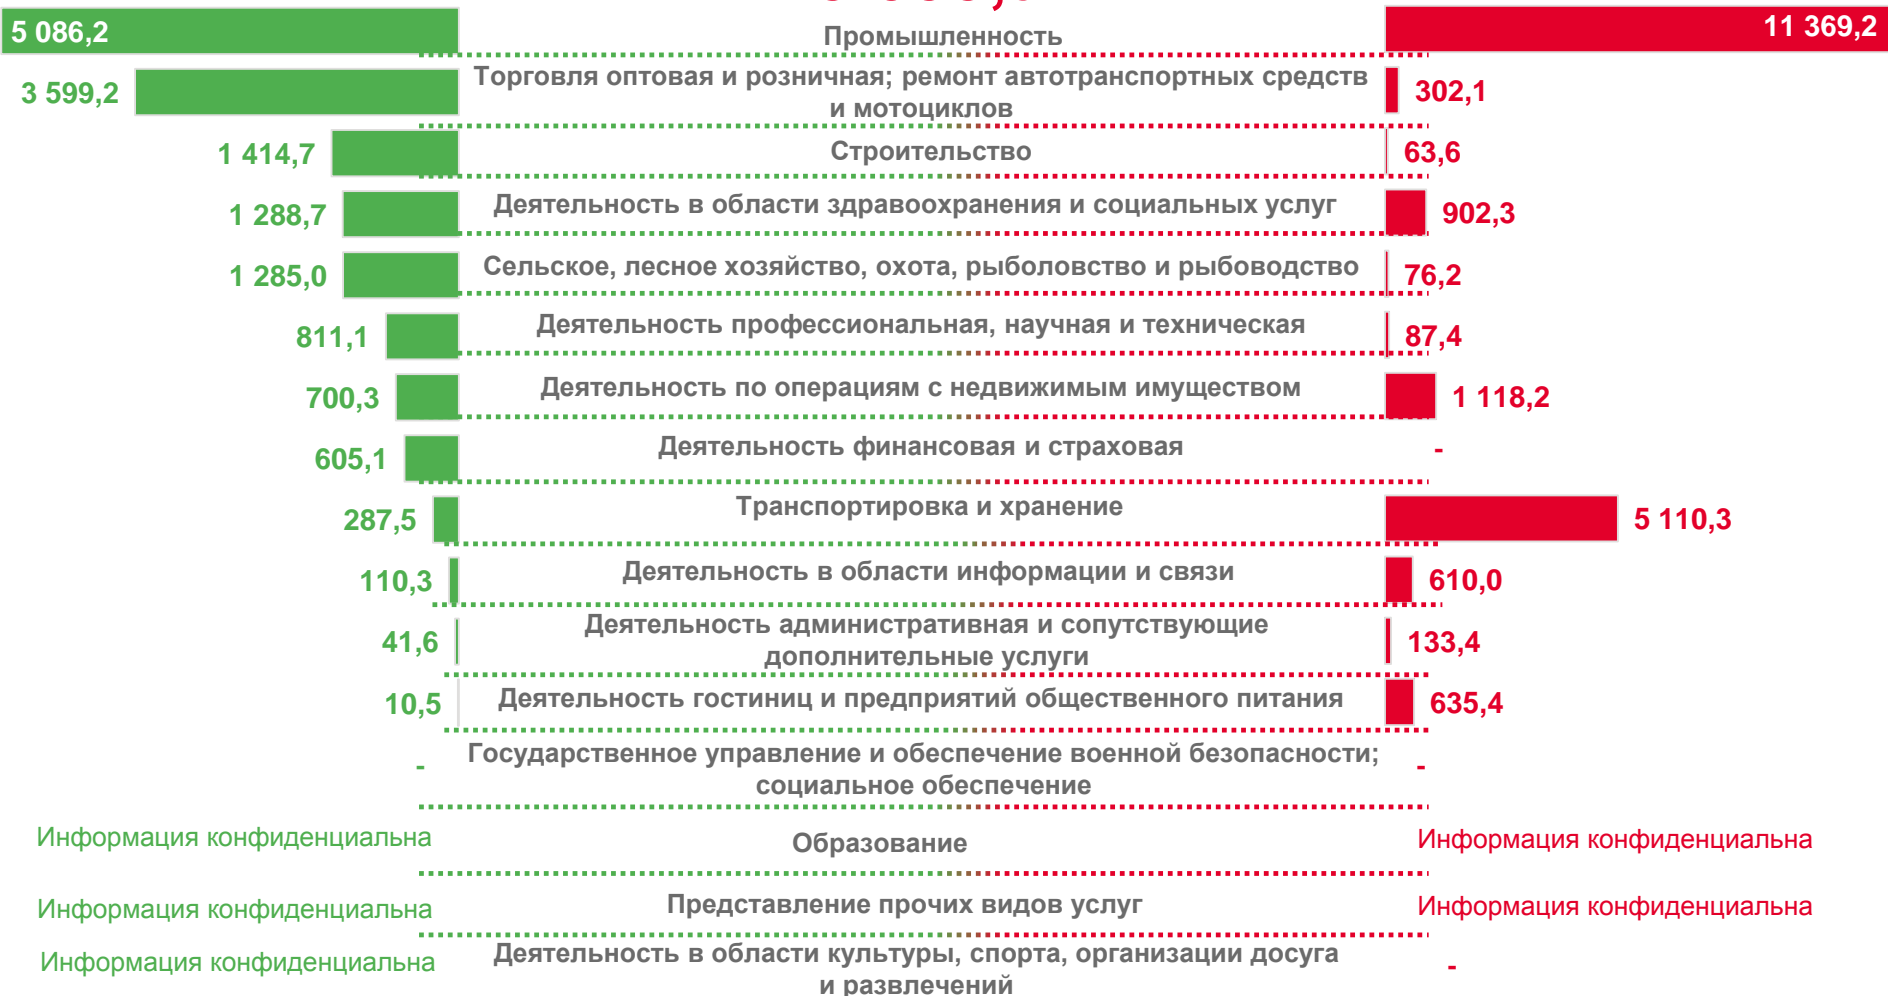 5 086,2
Промышленность
11 369,2
3 599,2
Торговля оптовая и розничная; ремонт автотранспортных средств
и мотоциклов
302,1
1 414,7
Строительство
63,6
1 288,7
Деятельность в области здравоохранения и социальных услуг
902,3
1 285,0
Сельское, лесное хозяйство, охота, рыболовство и рыбоводство
76,2
811,1
Деятельность профессиональная, научная и техническая
87,4
700,3
Деятельность по операциям с недвижимым имуществом
1 118,2
605,1
Деятельность финансовая и страховая
-
287,5
Транспортировка и хранение
5 110,3
110,3
Деятельность в области информации и связи
610,0
41,6
Деятельность административная и сопутствующие
дополнительные услуги
133,4
10,5
Деятельность гостиниц и предприятий общественного питания
635,4
-
Государственное управление и обеспечение военной безопасности;
социальное обеспечение
-
Информация конфиденциальна
Образование
Информация конфиденциальна
Информация конфиденциальна
Представление прочих видов услуг
Информация конфиденциальна
Информация конфиденциальна
Деятельность в области культуры, спорта, организации досуга
и развлечений
-